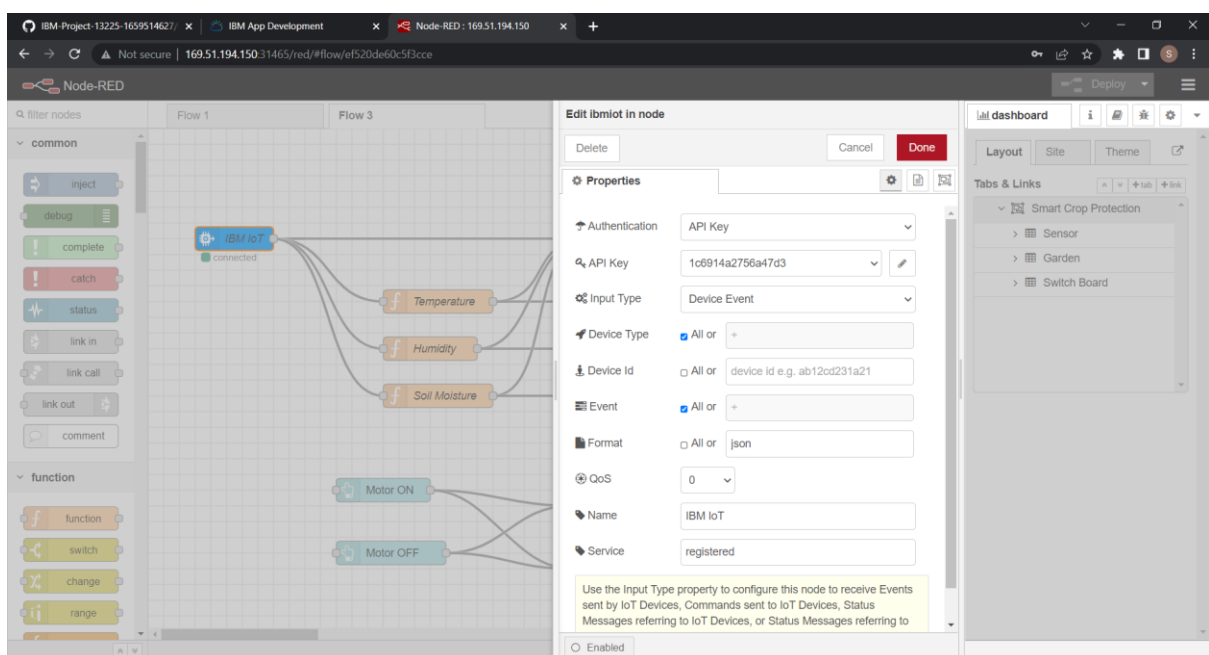 IBM-Project-13225-1659514627/
IBM App Development
Node-RED : 169.51.194.150
Not secure | 169.51.194.150:31465/red/#flow/ef520de60c5f3cce
S
Node-RED
Deploy
filter nodes
common
inject
debug
complete
catch
status
link in
link call
link out
comment
function
function
switch
change
range
Flow 1
Flow 3
IBM IoT
connected
f Temperature
f Humidity
f Soil Moisture
Motor ON
Motor OFF
Edit ibmiot in node
Delete
Cancel
Done
Properties
Authentication
API Key
API Key
1c6914a2756a47d3
Input Type
Device Event
Device Type
All or
+
Device Id
All or
device id e.g. ab12cd231a21
Event
All or
+
Format
All or
json
QoS
0
Name
IBM IoT
Service
registered
Use the Input Type property to configure this node to receive Events
sent by IoT Devices, Commands sent to IoT Devices, Status
Messages referring to IoT Devices, or Status Messages referring to
Enabled
dashboard
i
Layout
Site
Theme
Tabs & Links
+ tab
+ link
Smart Crop Protection
Sensor
Garden
Switch Board